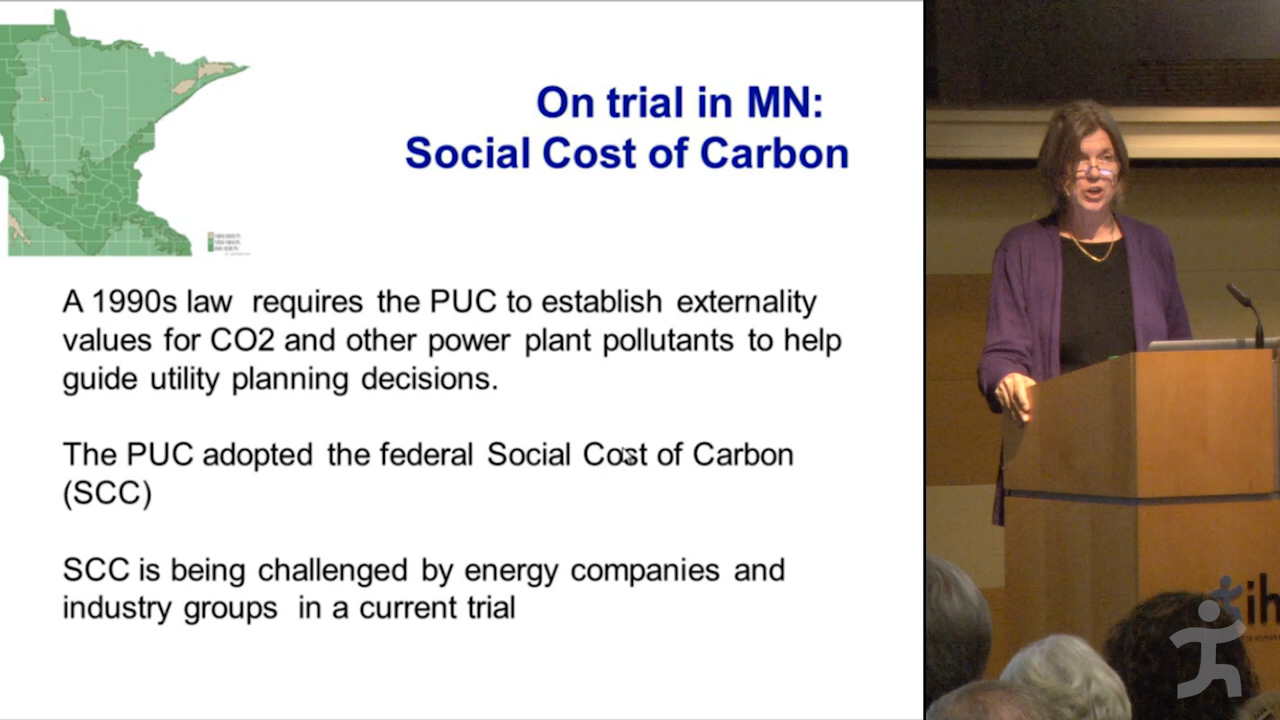 On trial in MN:
Social Cost of Carbon
A 1990s law requires the PUC to establish externality
values for CO2 and other power plant pollutants to help
guide utility planning decisions.
The PUC adopted the federal Social Cost of Carbon
(SCC)
SCC is being challenged by energy companies and
industry groups in a current trial
ih